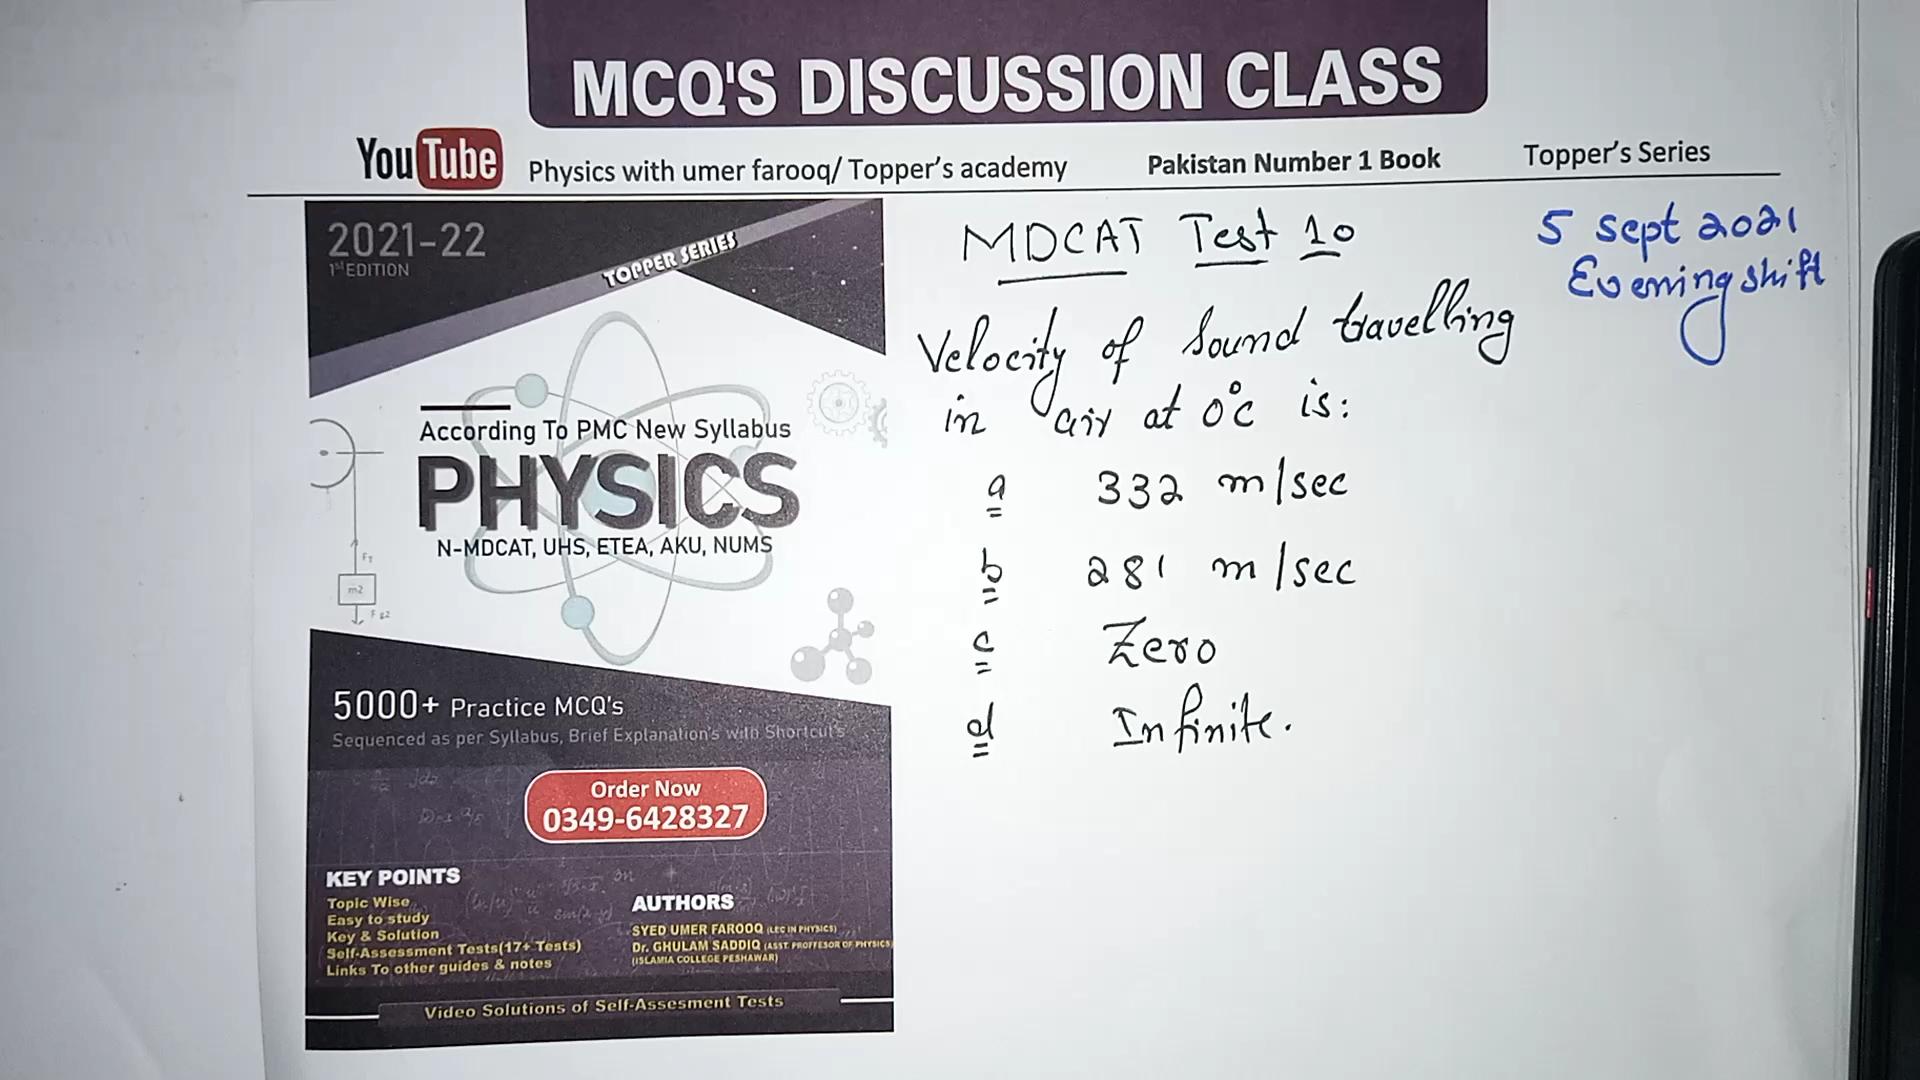 MCQ'S DISCUSSION CLASS
YouTube Physics with umer farooq/ Topper's academy Pakistan Number 1 Book Topper's Series
2021-22
1st EDITION
TOPPER SERIES
According To PMC New Syllabus
PHYSICS
N-MDCAT, UHS, ETEA, AKU, NUMS
m2
5000+ Practice MCQ's
Sequenced as per Syllabus, Brief Explanation's with Shortcut's
Order Now
0349-6428327
KEY POINTS
Topic Wise
Easy to study
Key & Solution
Self-Assessment Tests(17+ Tests)
Links To other guides & notes
AUTHORS
SYED UMER FAROOQ (LEC IN PHYSICS)
Dr. GHULAM SADDIQ (ASST. PROFFESOR OF PHYSICS)
(ISLAMIA COLLEGE PESHAWAR)
Video Solutions of Self-Assesment Tests
MDCAT Test 10
5 sept 2021
Evening shift
Velocity of sound travelling
in air at 0°C is:
a 332 m/sec
b 281 m/sec
c Zero
d Infinite.